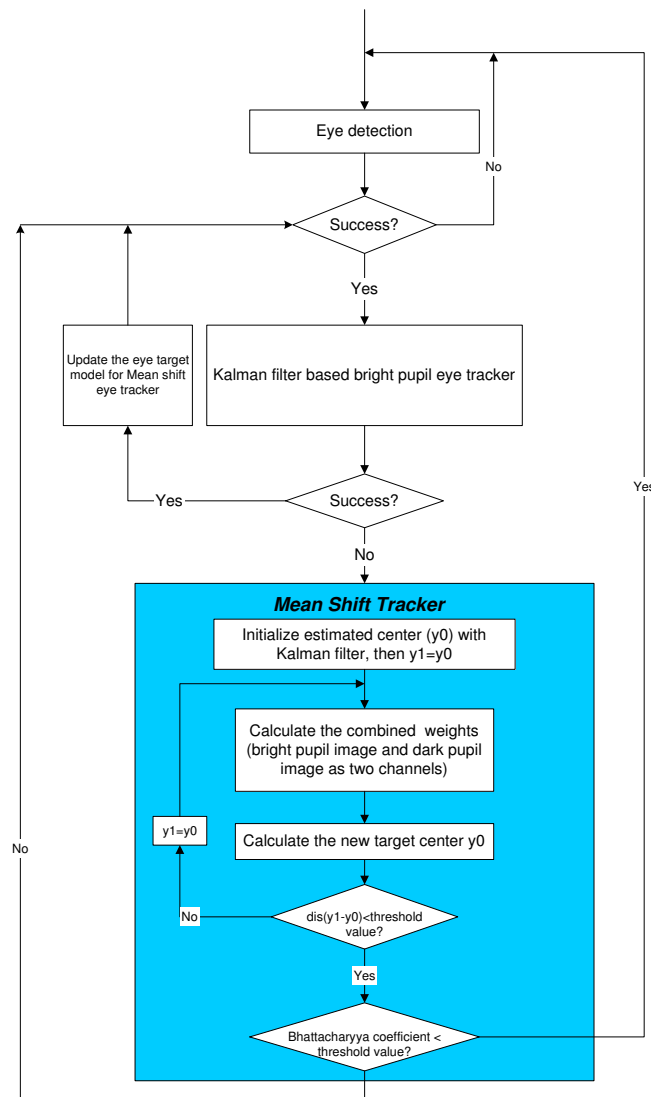 Eye detection
No
Success?
Yes
Update the eye target
model for Mean shift
eye tracker
Kalman filter based bright pupil eye tracker
Yes
Success?
Yes
No
Mean Shift Tracker
Initialize estimated center (y0) with
Kalman filter, then y1=y0
Calculate the combined weights
(bright pupil image and dark pupil
image as two channels)
y1=y0
Calculate the new target center y0
No
No
dis(y1-y0)<threshold
value?
Yes
Bhattacharyya coefficient <
threshold value?